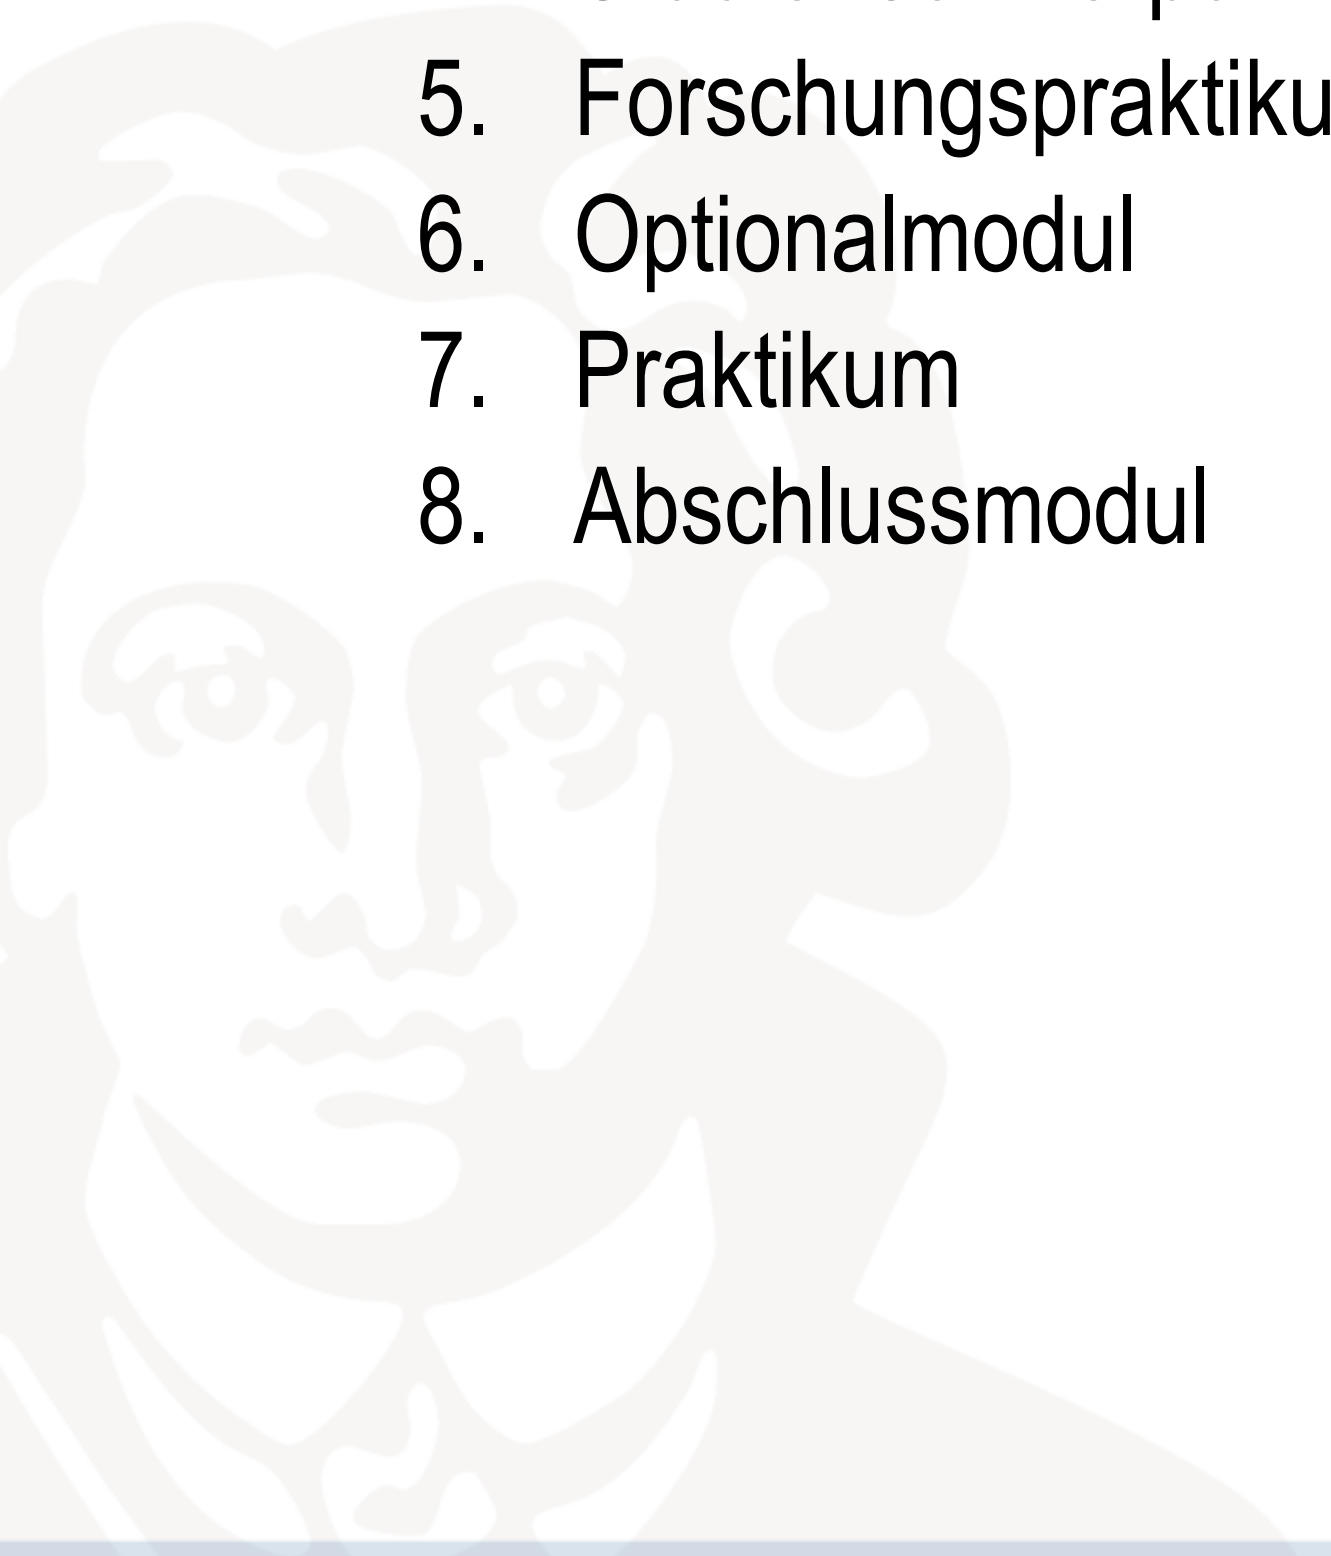 5. Forschungspraktiku
6. Optionalmodul
7. Praktikum
8. Abschlussmodul